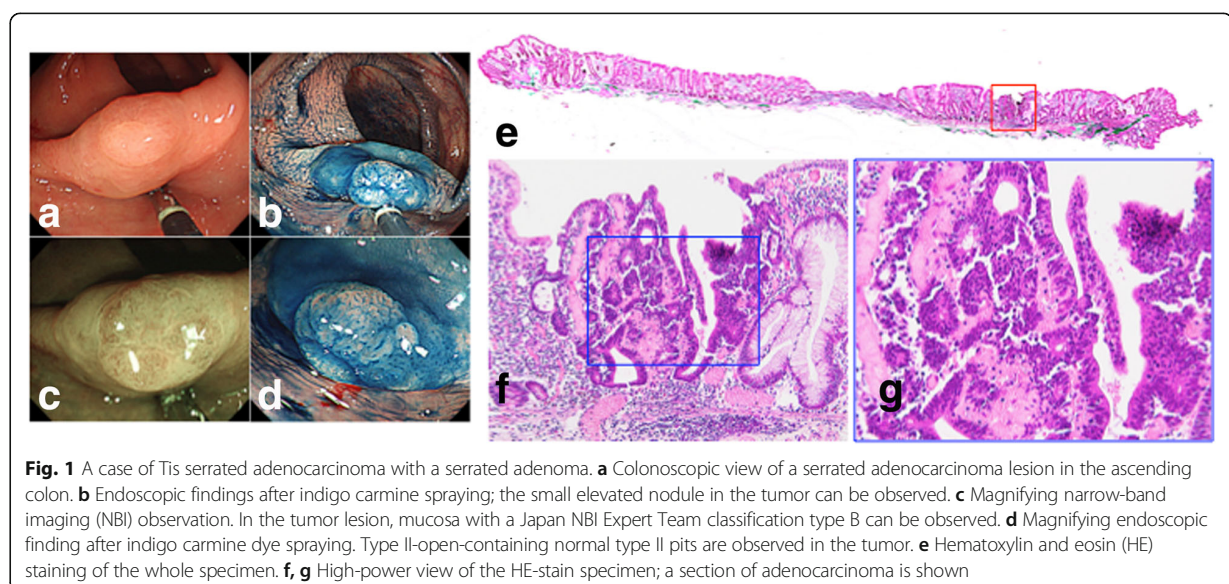 a
b
c
d
e
f
g
Fig. 1 A case of Tis serrated adenocarcinoma with a serrated adenoma. a Colonoscopic view of a serrated adenocarcinoma lesion in the ascending
colon. b Endoscopic findings after indigo carmine spraying; the small elevated nodule in the tumor can be observed. c Magnifying narrow-band
imaging (NBI) observation. In the tumor lesion, mucosa with a Japan NBI Expert Team classification type B can be observed. d Magnifying endoscopic
finding after indigo carmine dye spraying. Type II-open-containing normal type II pits are observed in the tumor. e Hematoxylin and eosin (HE)
staining of the whole specimen. f, g High-power view of the HE-stain specimen; a section of adenocarcinoma is shown